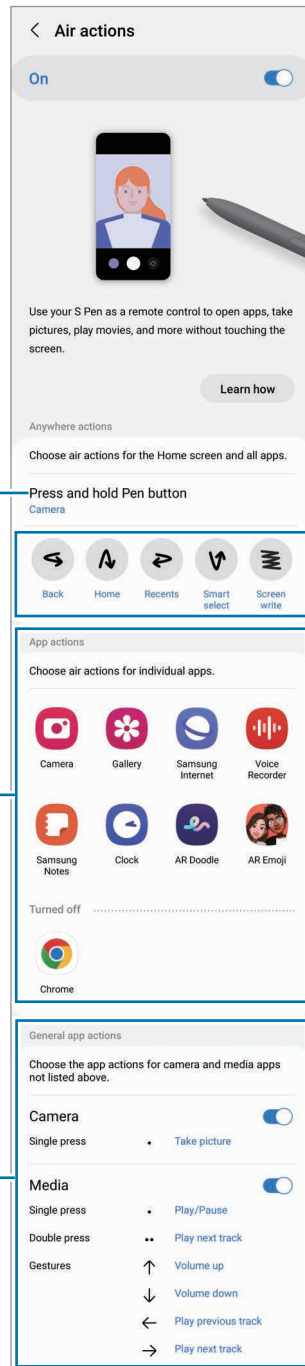 Air actions
On
Use your S Pen as a remote control to open apps, take
pictures, play movies, and more without touching the
screen.
Learn how
Anywhere actions
Choose air actions for the Home screen and all apps.
Press and hold Pen button
Camera
Back Home Recents Smart select Screen write
App actions
Choose air actions for individual apps.
Camera Gallery Samsung Internet Voice Recorder
Samsung Notes Clock AR Doodle AR Emoji
Turned off
Chrome
General app actions
Choose the app actions for camera and media apps
not listed above.
Camera
Single press • Take picture
Media
Single press • Play/Pause
Double press •• Play next track
Gestures ↑ Volume up
↓ Volume down
← Play previous track
→ Play next track